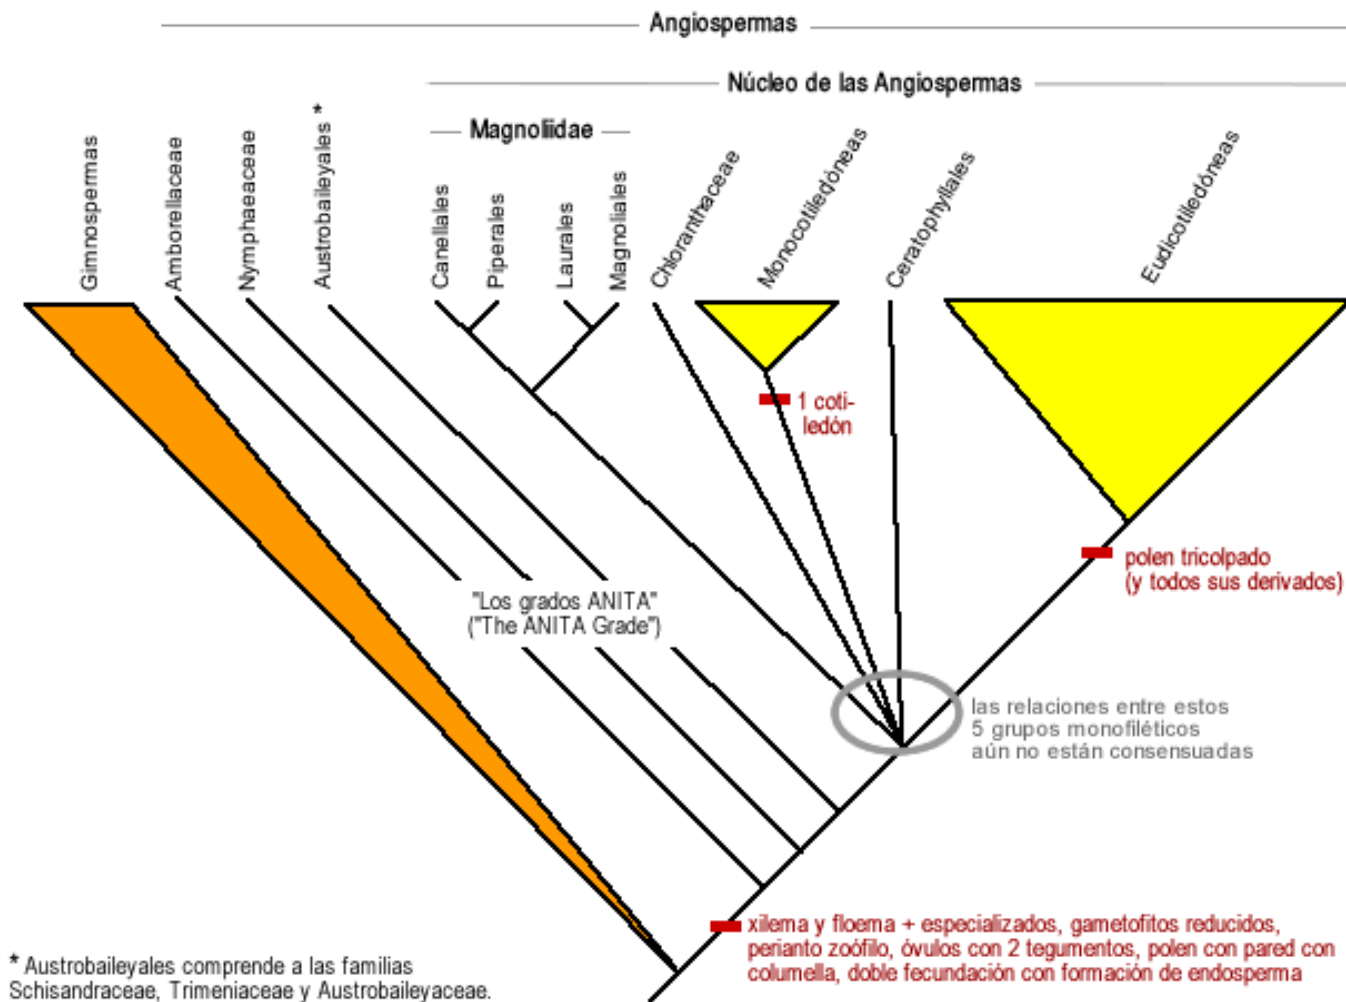 Angiospermas
Núcleo de las Angiospermas
Magnoliidae
Gimnospermas
Amborellaceae
Nymphaeaceae
Austrobaileyales *
Canellales
Piperales
Laurales
Magnoliales
Chloranthaceae
Monocotiledóneas
Ceratophyllales
Eudicotiledóneas
1 coti-
ledón
polen tricolpado
(y todos sus derivados)
"Los grados ANITA"
("The ANITA Grade")
las relaciones entre estos
5 grupos monofiléticos
aún no están consensuadas
xilema y floema + especializados, gametofitos reducidos,
perianto zoófilo, óvulos con 2 tegumentos, polen con pared con
columella, doble fecundación con formación de endosperma
* Austrobaileyales comprende a las familias
Schisandraceae, Trimeniaceae y Austrobaileyaceae.